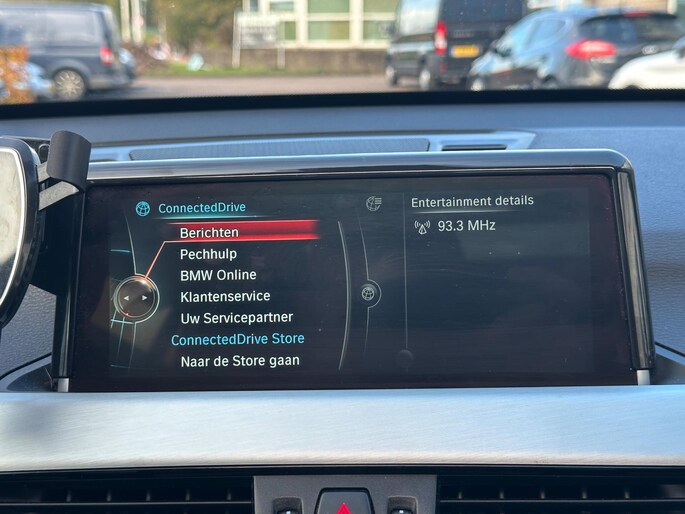 ConnectedDrive
Berichten
Pechhulp
BMW Online
Klantenservice
Uw Servicepartner
ConnectedDrive Store
Naar de Store gaan
Entertainment details
93.3 MHz